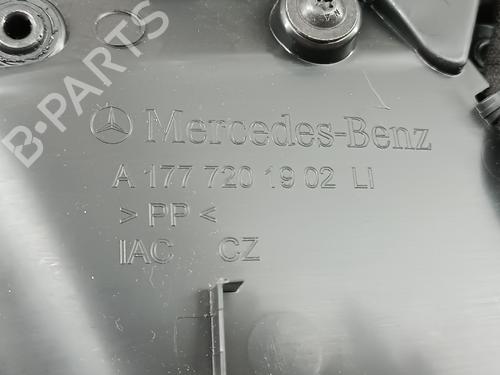 Mercedes-Benz
A 177 720 19 02 LI
> PP <
IAC CZ
B-PARTS